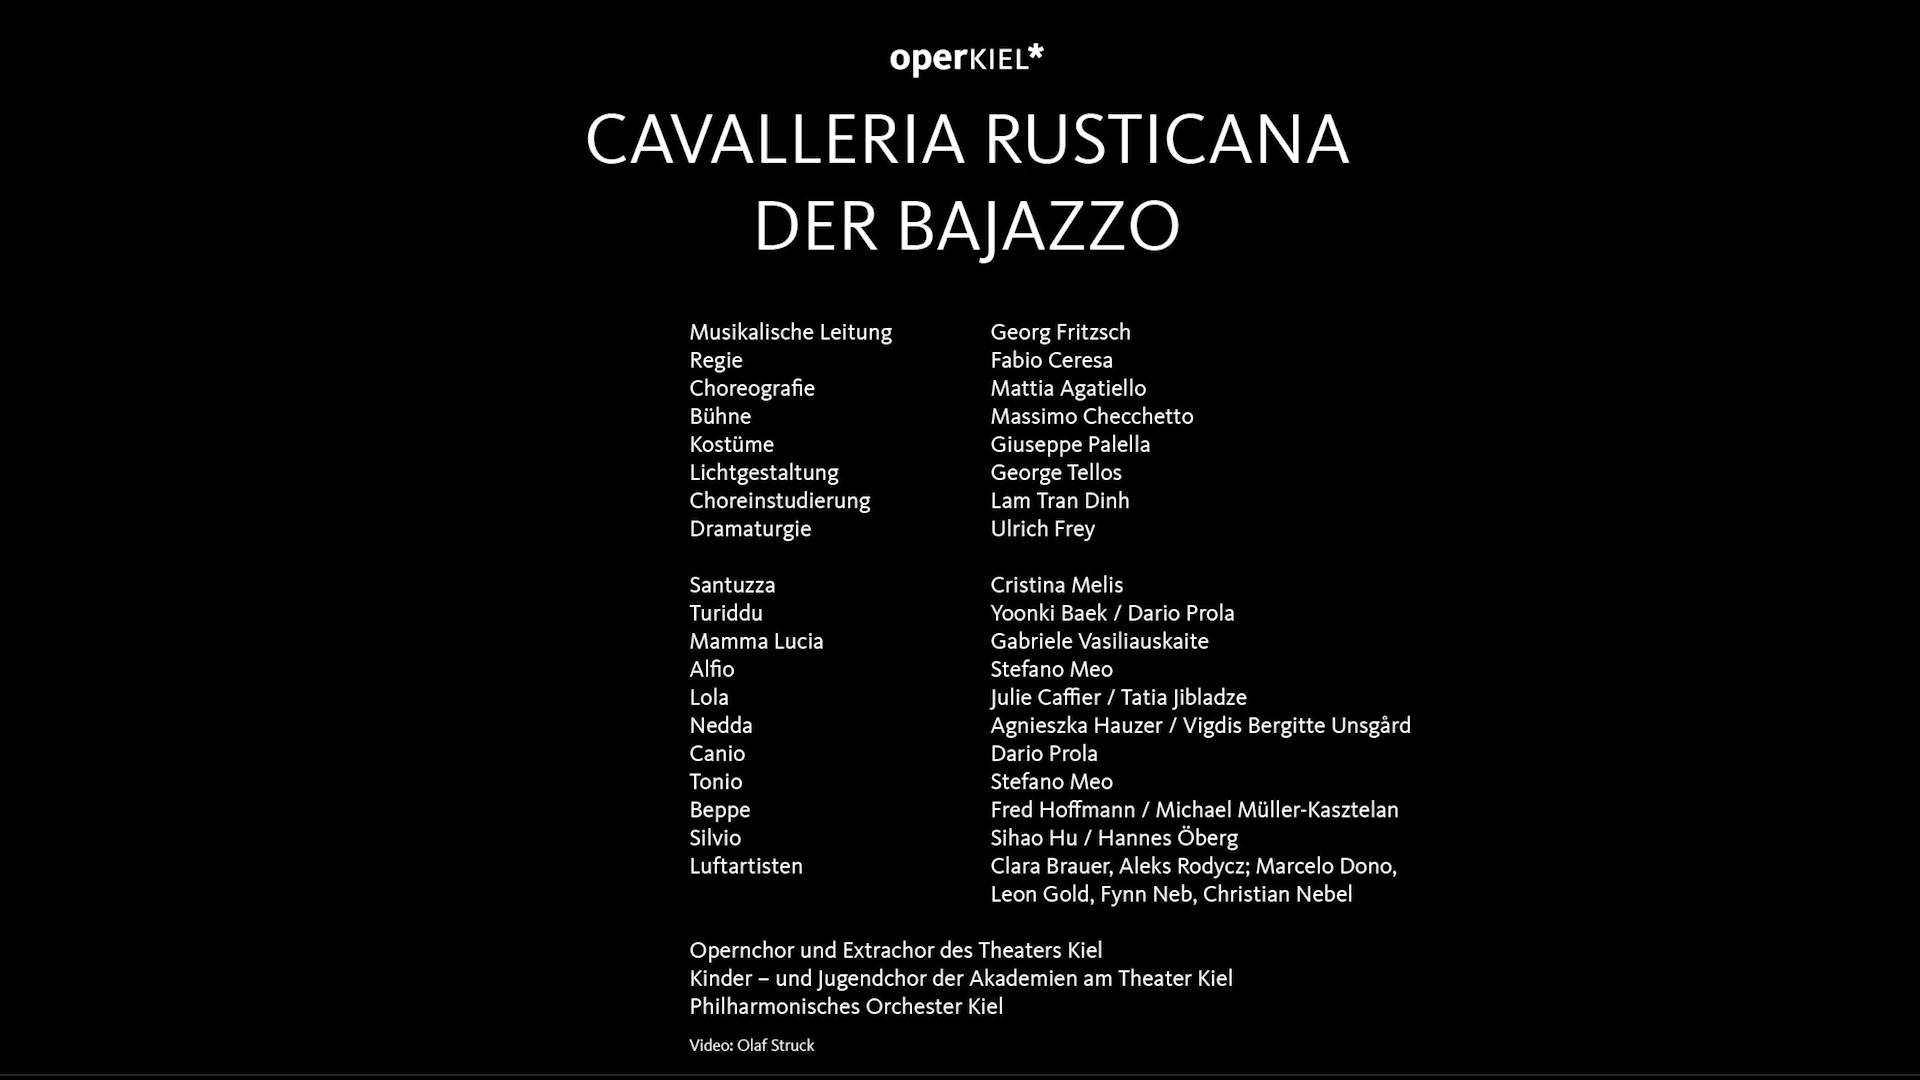 operKIEL*
CAVALLERIA RUSTICANA
DER BAJAZZO
Musikalische Leitung Georg Fritzsch
Regie Fabio Ceresa
Choreografie Mattia Agatiello
Bühne Massimo Checchetto
Kostüme Giuseppe Palella
Lichtgestaltung George Tellos
Choreinstudierung Lam Tran Dinh
Dramaturgie Ulrich Frey
Santuzza Cristina Melis
Turiddu Yoonki Baek / Dario Prola
Mamma Lucia Gabriele Vasiliauskaite
Alfio Stefano Meo
Lola Julie Caffier / Tatia Jibladze
Nedda Agnieszka Hauzer / Vigdis Bergitte Unsgård
Canio Dario Prola
Tonio Stefano Meo
Beppe Fred Hoffmann / Michael Müller-Kasztelan
Silvio Sihao Hu / Hannes Öberg
Luftartisten Clara Brauer, Aleks Rodycz; Marcelo Dono,
Leon Gold, Fynn Neb, Christian Nebel
Opernchor und Extrachor des Theaters Kiel
Kinder – und Jugendchor der Akademien am Theater Kiel
Philharmonisches Orchester Kiel
Video: Olaf Struck